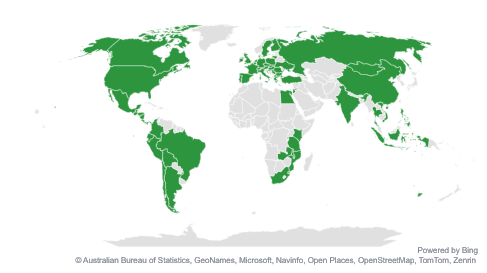 Powered by Bing
© Australian Bureau of Statistics, GeoNames, Microsoft, Navinfo, Open Places, OpenStreetMap, TomTom, Zenrin